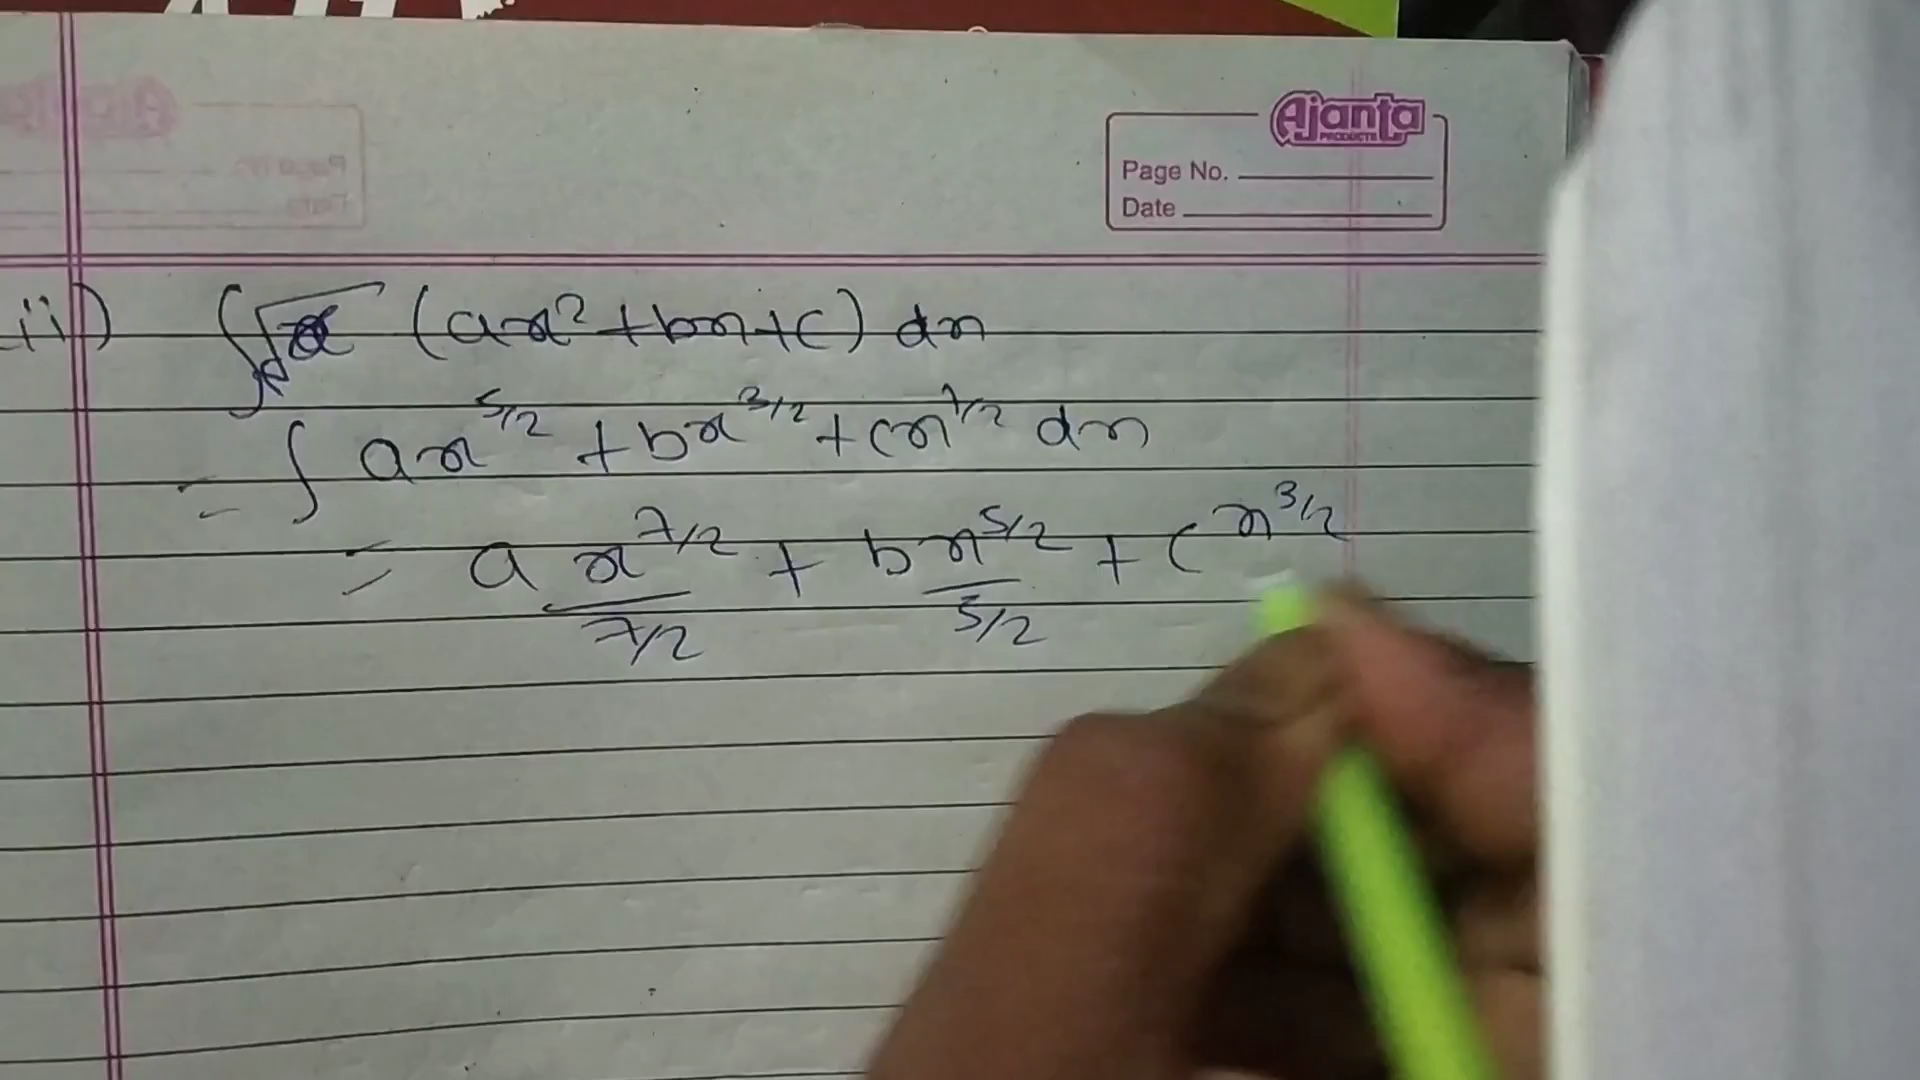 Ajanta
PRODUCTS
Page No.
Date
ii) ∫√x (ax² + bx + c) dx
= ∫ ax^5/2 + bx^3/2 + cx^1/2 dx
= a x^7/2 / 7/2 + b x^5/2 / 5/2 + c x^3/2